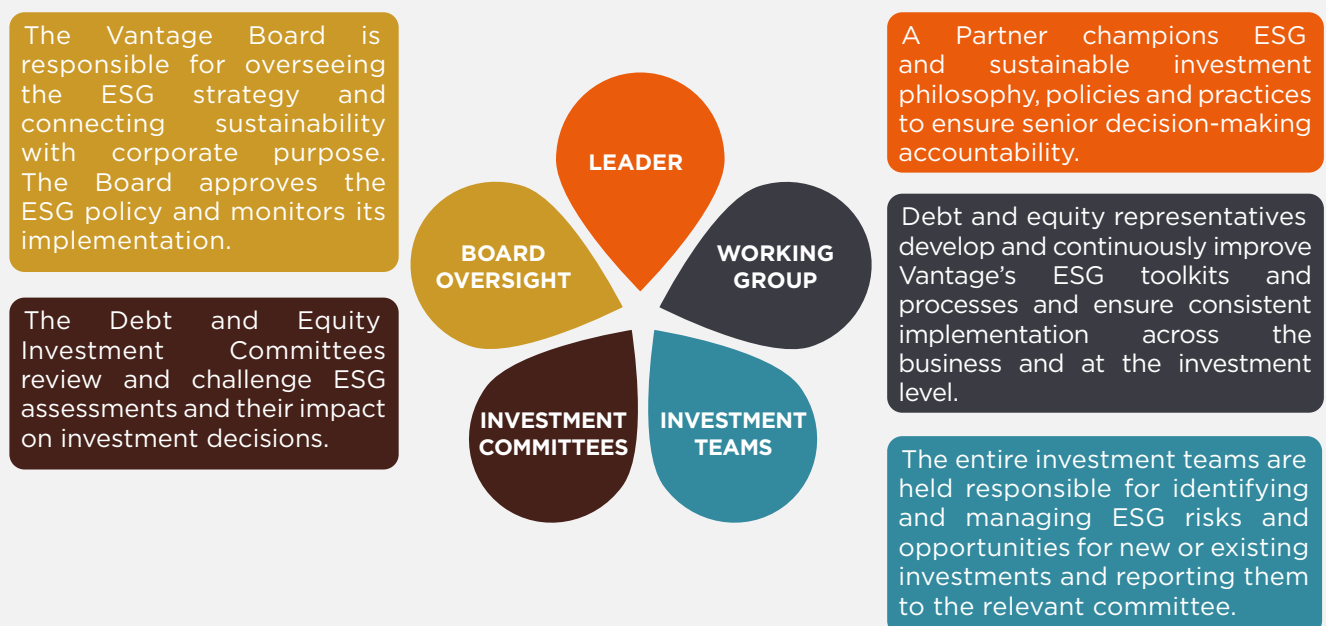 The Vantage Board is
responsible for overseeing
the ESG strategy and
connecting sustainability
with corporate purpose.
The Board approves the
ESG policy and monitors its
implementation.
The Debt and Equity
Investment Committees
review and challenge ESG
assessments and their impact
on investment decisions.
LEADER
BOARD
OVERSIGHT
WORKING
GROUP
INVESTMENT
COMMITTEES
INVESTMENT
TEAMS
A Partner champions ESG
and sustainable investment
philosophy, policies and practices
to ensure senior decision-making
accountability.
Debt and equity representatives
develop and continuously improve
Vantage's ESG toolkits and
processes and ensure consistent
implementation across the
business and at the investment
level.
The entire investment teams are
held responsible for identifying
and managing ESG risks and
opportunities for new or existing
investments and reporting them
to the relevant committee.